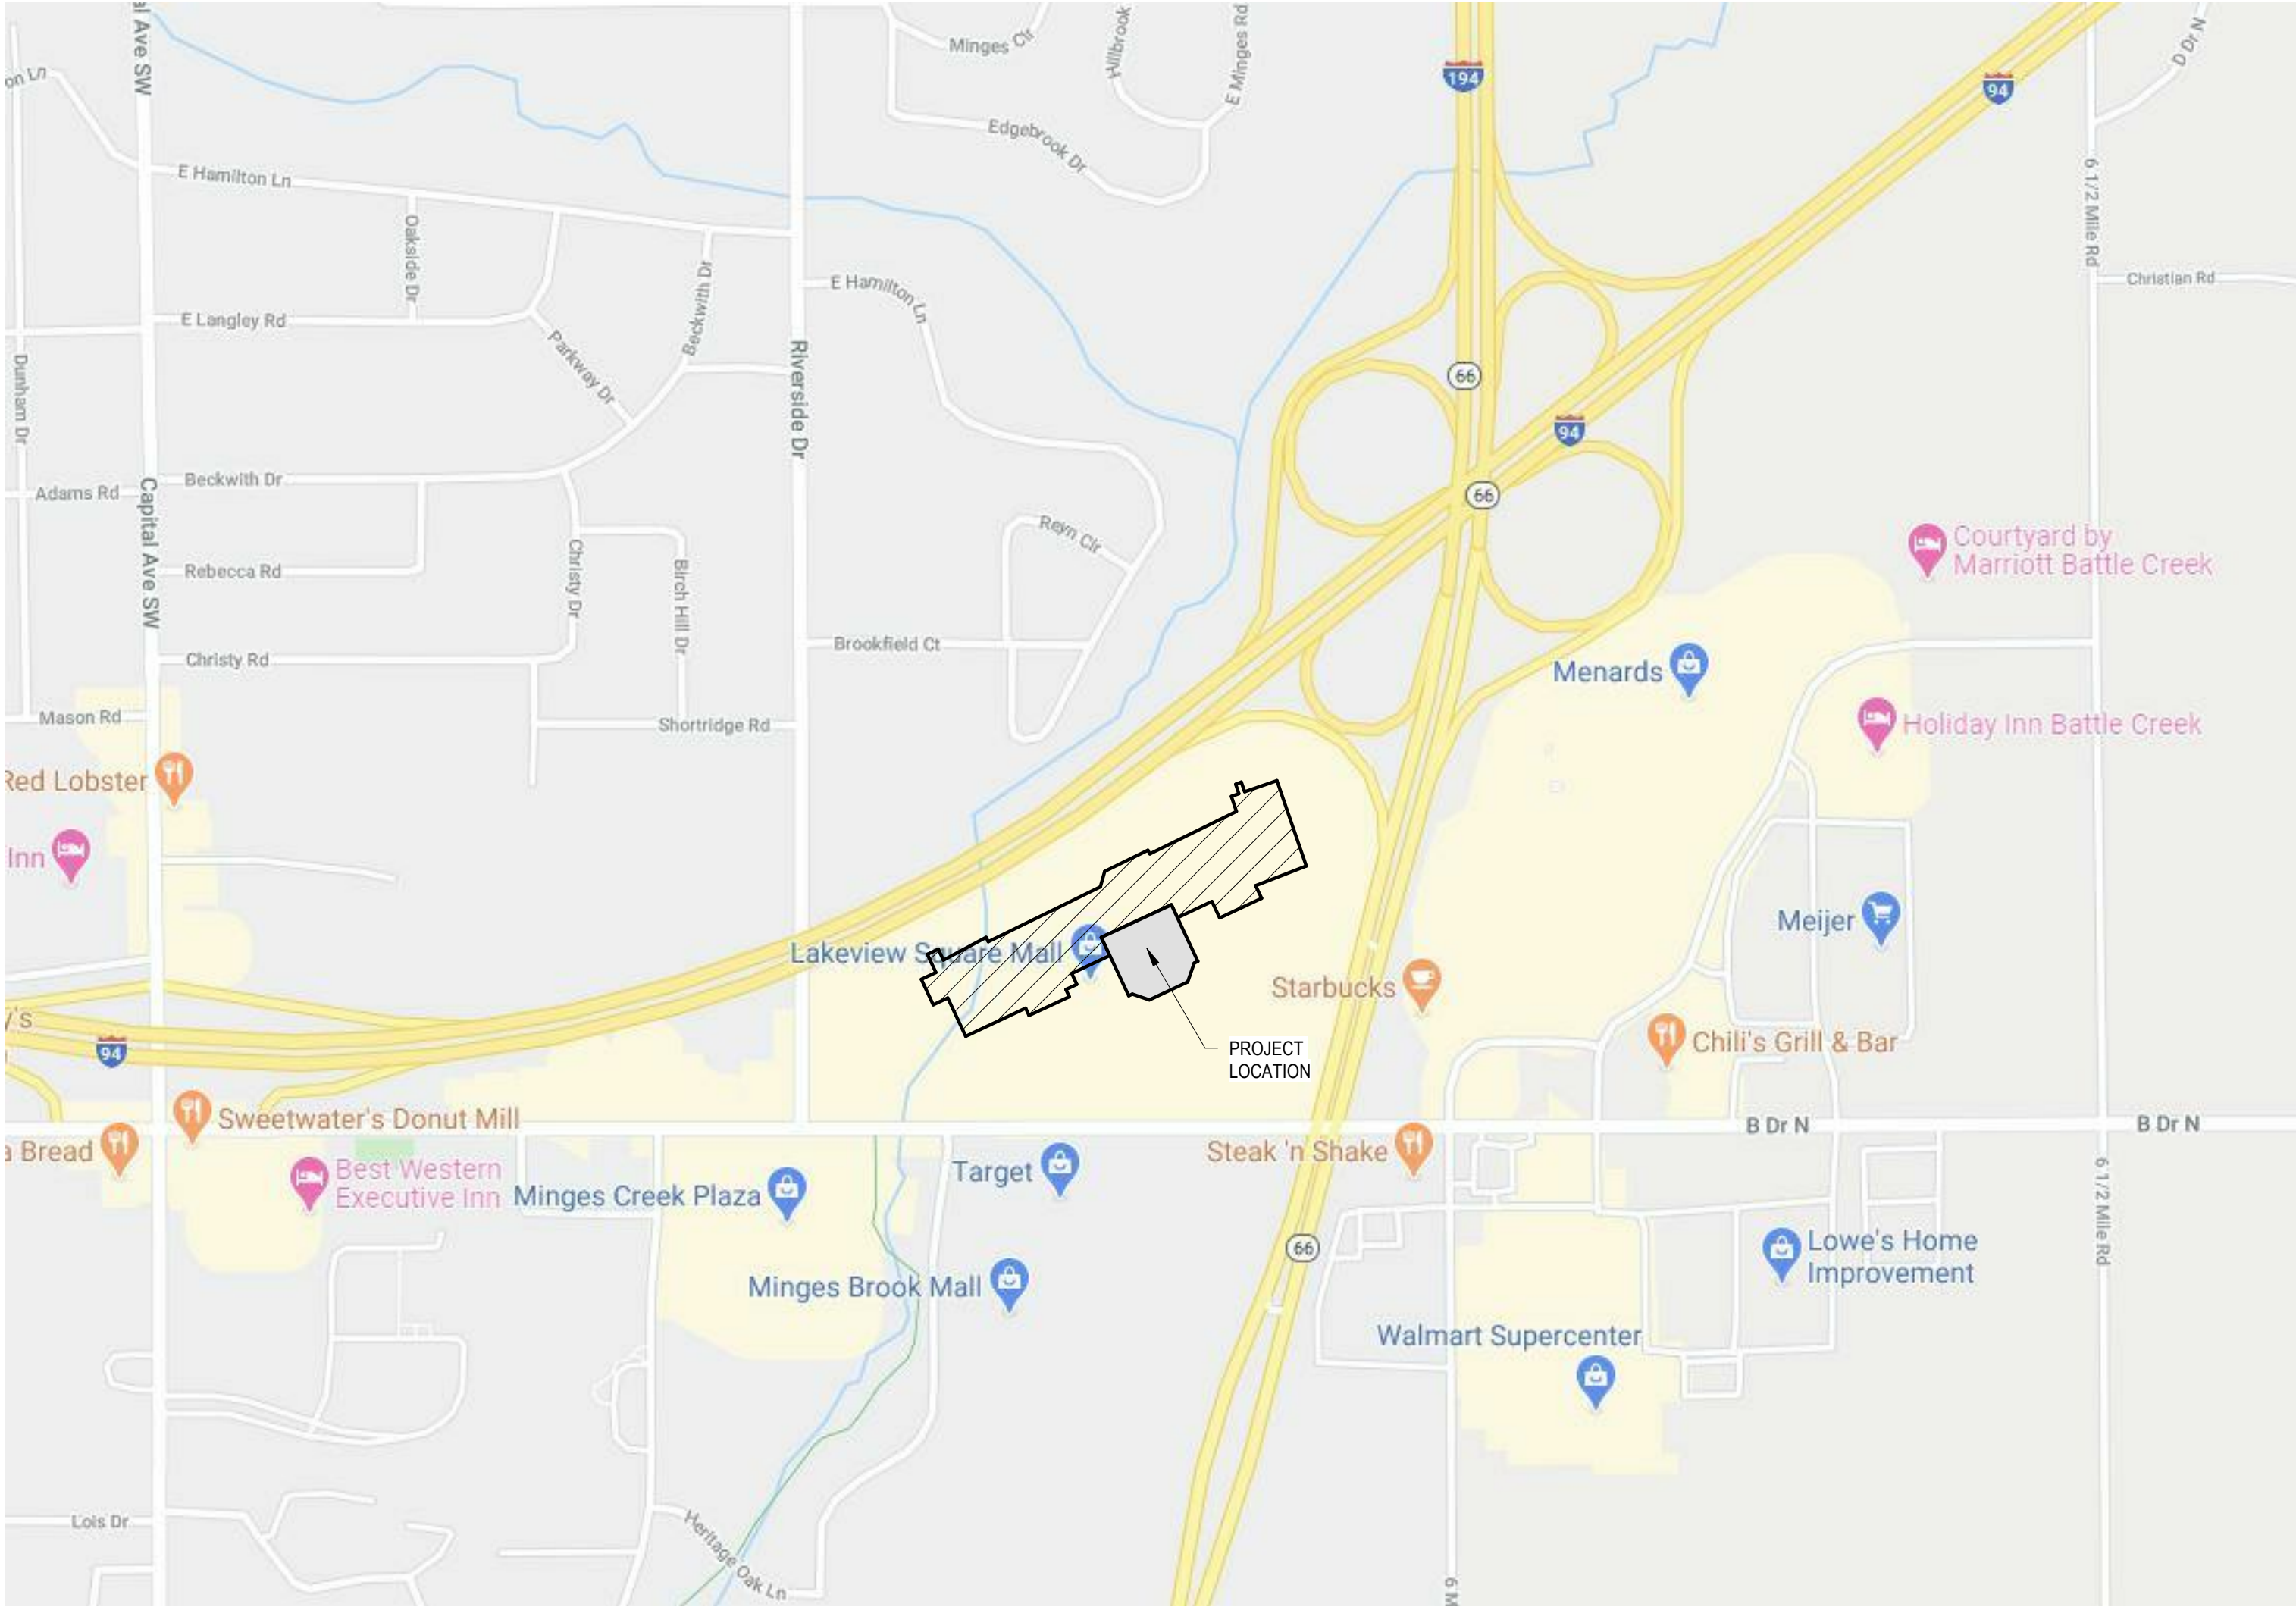 al Ave SW
on Ln
Minges Cir
Hillbrook
E Minges Rd
194
94
D Dr N
Edgebrook Dr
6 1/2 Mile Rd
E Hamilton Ln
Oakside Dr
Beckwith Dr
E Hamilton Ln
Christian Rd
E Langley Rd
Parkway Dr
Riverside Dr
Dunham Dr
66
94
66
Beckwith Dr
Adams Rd
Capital Ave SW
Reyn Cir
Courtyard by
Marriott Battle Creek
Rebecca Rd
Christy Dr
Birch Hill Dr
Brookfield Ct
Christy Rd
Menards
Mason Rd
Shortridge Rd
Holiday Inn Battle Creek
Red Lobster
Inn
Meijer
Lakeview Square Mall
Starbucks
y's
94
PROJECT
LOCATION
Chili's Grill & Bar
Sweetwater's Donut Mill
B Dr N
B Dr N
a Bread
Steak 'n Shake
Best Western
Executive Inn
Minges Creek Plaza
Target
6 1/2 Mile Rd
66
Lowe's Home
Improvement
Minges Brook Mall
Walmart Supercenter
Lois Dr
Heritage Oak Ln
6 M